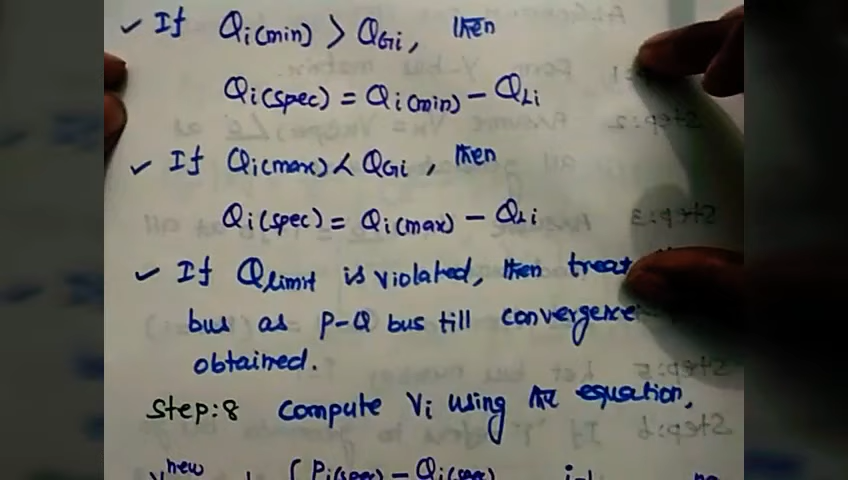 ✓ If Qi(min) > QGi, then
Qi(spec) = Qi(min) - QLi
✓ If Qi(max) < QGi, then
Qi(spec) = Qi(max) - QLi
✓ If Qlimit is violated, then treat
bus as P-Q bus till convergence
obtained.
Step:8 compute Vi using the equation,